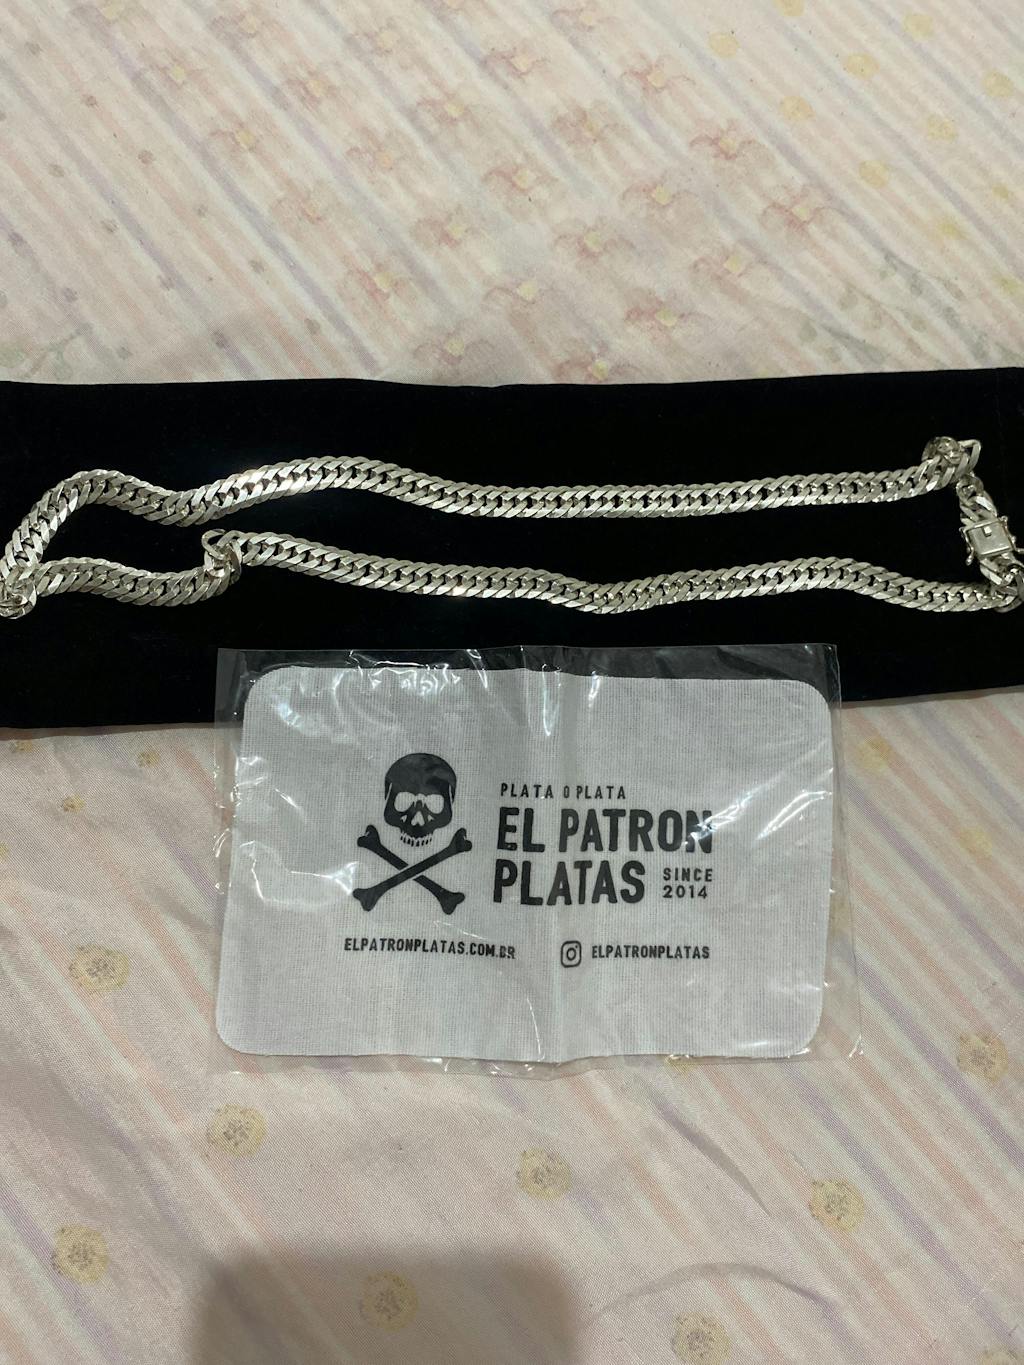 PLATA O PLATA
EL PATRON
PLATAS SINCE
2014
ELPATRONPLATAS.COM.BR
ELPATRONPLATAS